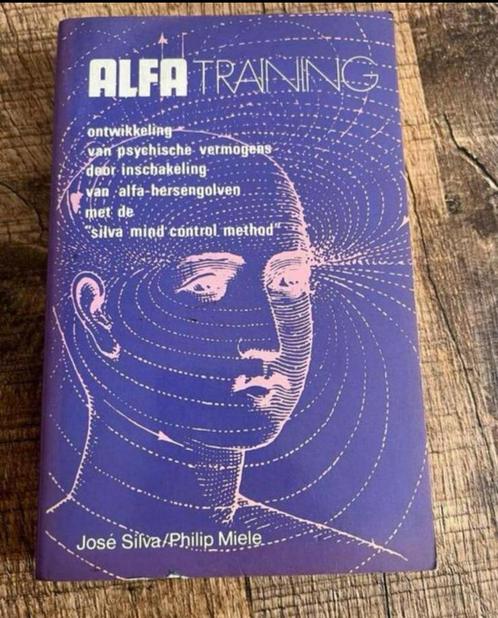 ALFA TRAINING
ontwikkeling
van psychische vermogens
door inschakeling
van alfa-hersengolven
met de
"silva mind control method"
José Silva/Philip Miele